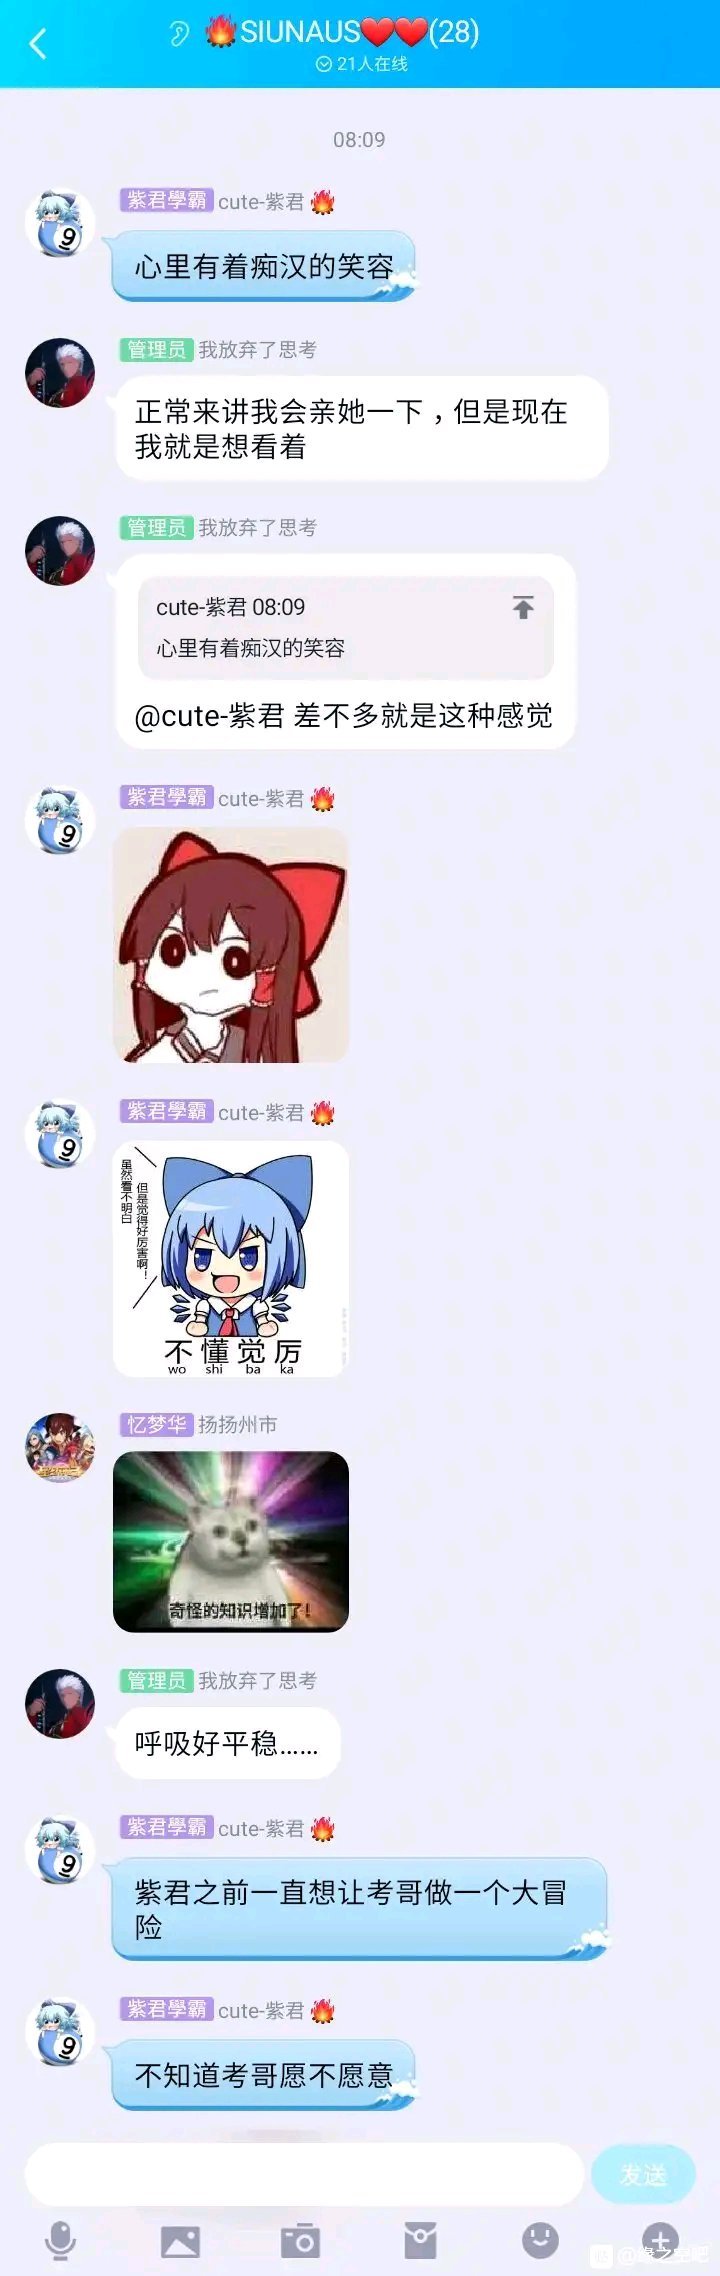 SIUNAUS(28)
21人在线
08:09
紫君學霸 cute-紫君
9
心里有着痴汉的笑容
管理员 我放弃了思考
正常来讲我会亲她一下，但是现在
我就是想看着
管理员 我放弃了思考
cute-紫君 08:09
心里有着痴汉的笑容
@cute-紫君 差不多就是这种感觉
紫君學霸 cute-紫君
9
紫君學霸 cute-紫君
9
虽然看不明白
但是觉得好厉害啊！
不懂觉厉
wo shi ba ka
忆梦华 扬扬州市
奇怪的知识增加了！
管理员 我放弃了思考
呼吸好平稳……
紫君學霸 cute-紫君
9
紫君之前一直想让考哥做一个大冒
险
紫君學霸 cute-紫君
9
不知道考哥愿不愿意
发送
@缘之空吧